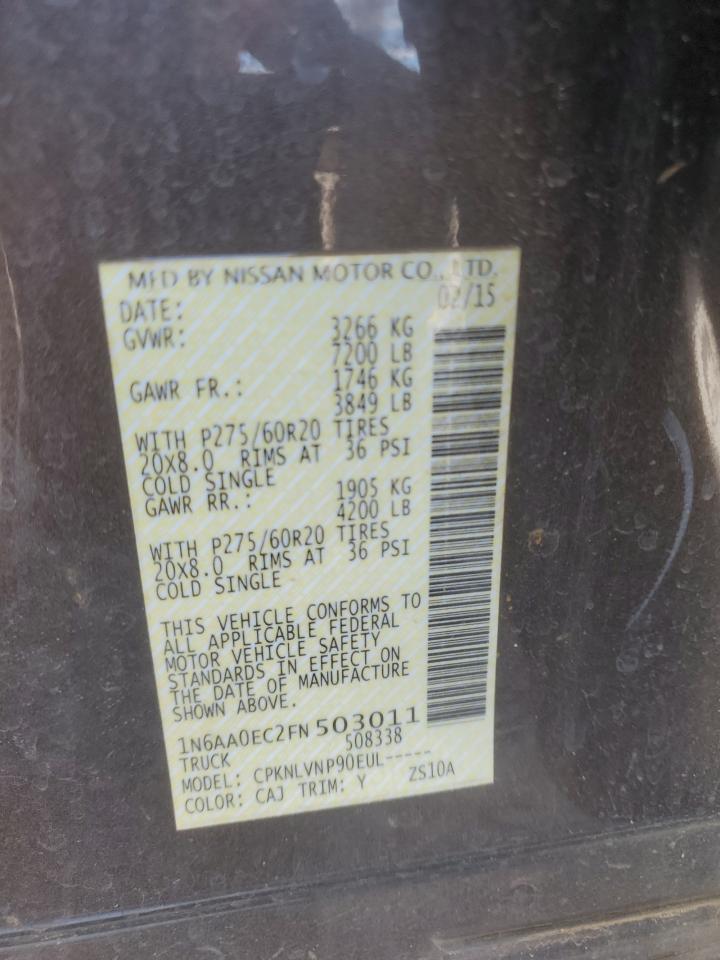 MFD BY NISSAN MOTOR CO., LTD.
DATE: 02/15
GVWR: 3266 KG
7200 LB
GAWR FR.: 1746 KG
3849 LB
WITH P275/60R20 TIRES
20X8.0 RIMS AT 36 PSI
COLD SINGLE
GAWR RR.: 1905 KG
4200 LB
WITH P275/60R20 TIRES
20X8.0 RIMS AT 36 PSI
COLD SINGLE
THIS VEHICLE CONFORMS TO
ALL APPLICABLE FEDERAL
MOTOR VEHICLE SAFETY
STANDARDS IN EFFECT ON
THE DATE OF MANUFACTURE
SHOWN ABOVE.
1N6AA0EC2FN503011
TRUCK 508338
MODEL: CPKNLVNP90EUL-----
COLOR: CAJ TRIM: Y ZS10A